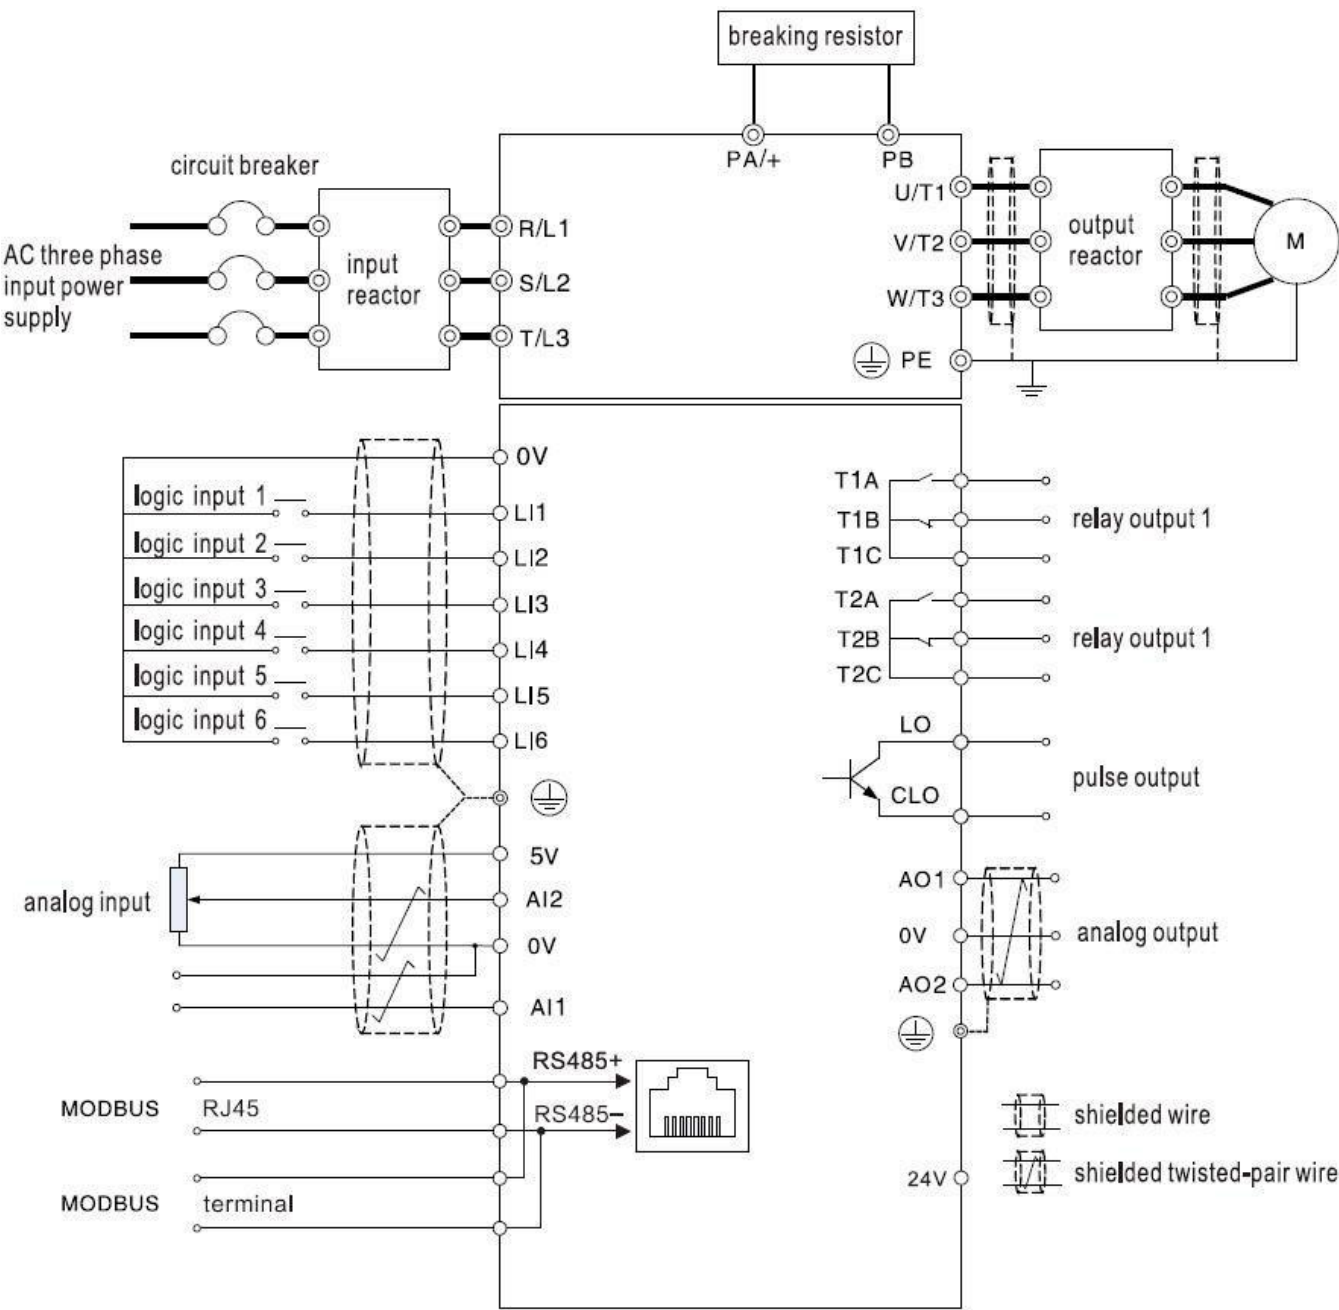 breaking resistor
PA/+
PB
circuit breaker
AC three phase
input power
supply
input
reactor
R/L1
S/L2
T/L3
U/T1
V/T2
W/T3
PE
output
reactor
M
0V
logic input 1
LI1
logic input 2
LI2
logic input 3
LI3
logic input 4
LI4
logic input 5
LI5
logic input 6
LI6
5V
analog input
AI2
0V
AI1
RS485+
MODBUS
RJ45
RS485−
MODBUS
terminal
T1A
T1B
T1C
relay output 1
T2A
T2B
T2C
relay output 1
LO
CLO
pulse output
AO1
0V
AO2
analog output
shielded wire
24V
shielded twisted-pair wire